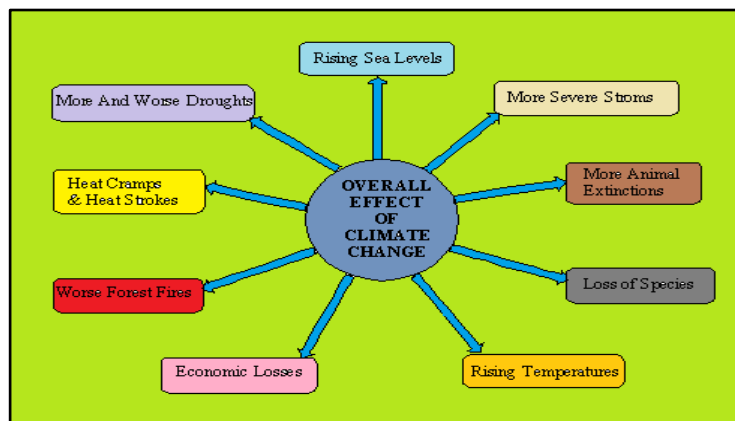 Rising Sea Levels
More And Worse Droughts
More Severe Stroms
Heat Cramps
& Heat Strokes
OVERALL
EFFECT
OF
CLIMATE
CHANGE
More Animal
Extinctions
Worse Forest Fires
Loss of Species
Economic Losses
Rising Temperatures